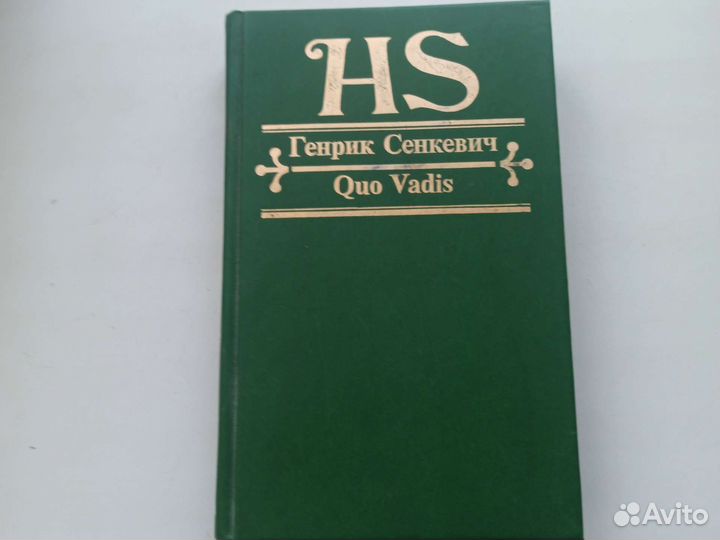 HS
Генрик Сенкевич
Quo Vadis
Avito